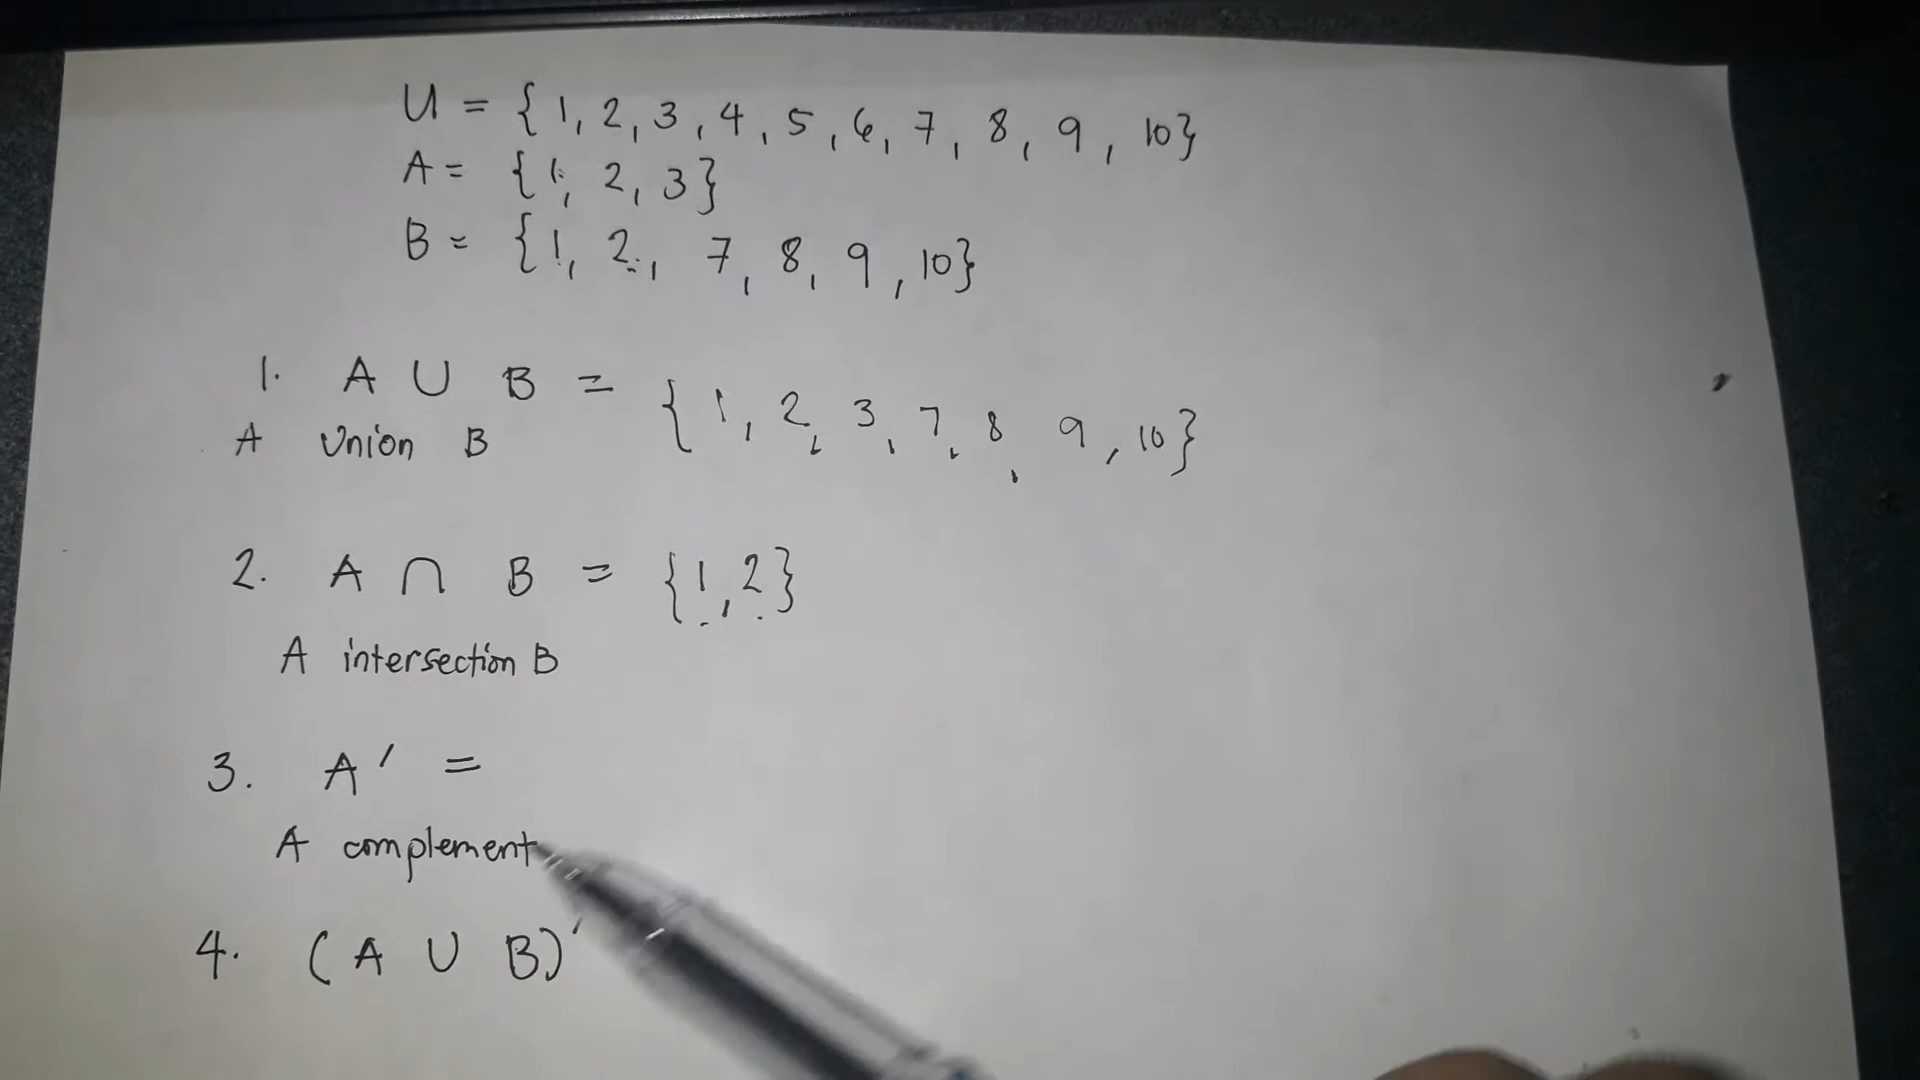 U = {1, 2, 3, 4, 5, 6, 7, 8, 9, 10}
A = {1, 2, 3}
B = {1, 2, 7, 8, 9, 10}
1. A ∪ B = {1, 2, 3, 7, 8, 9, 10}
A Union B
2. A ∩ B = {1, 2}
A intersection B
3. A' =
A complement
4. (A ∪ B)'